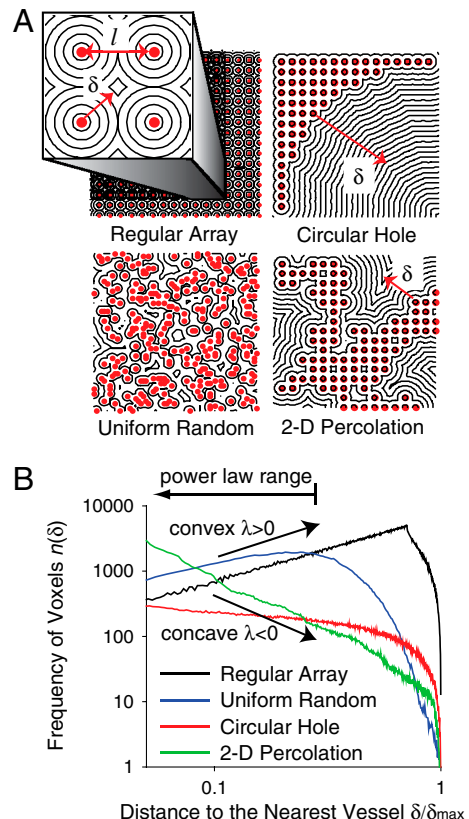 A
l
δ
δ
Regular Array
Circular Hole
δ
Uniform Random
2-D Percolation
B
power law range
10000
convex λ>0
1000
100
concave λ<0
10
Regular Array
Uniform Random
Circular Hole
2-D Percolation
1
Frequency of Voxels n(δ)
0.1
1
Distance to the Nearest Vessel δ/δmax